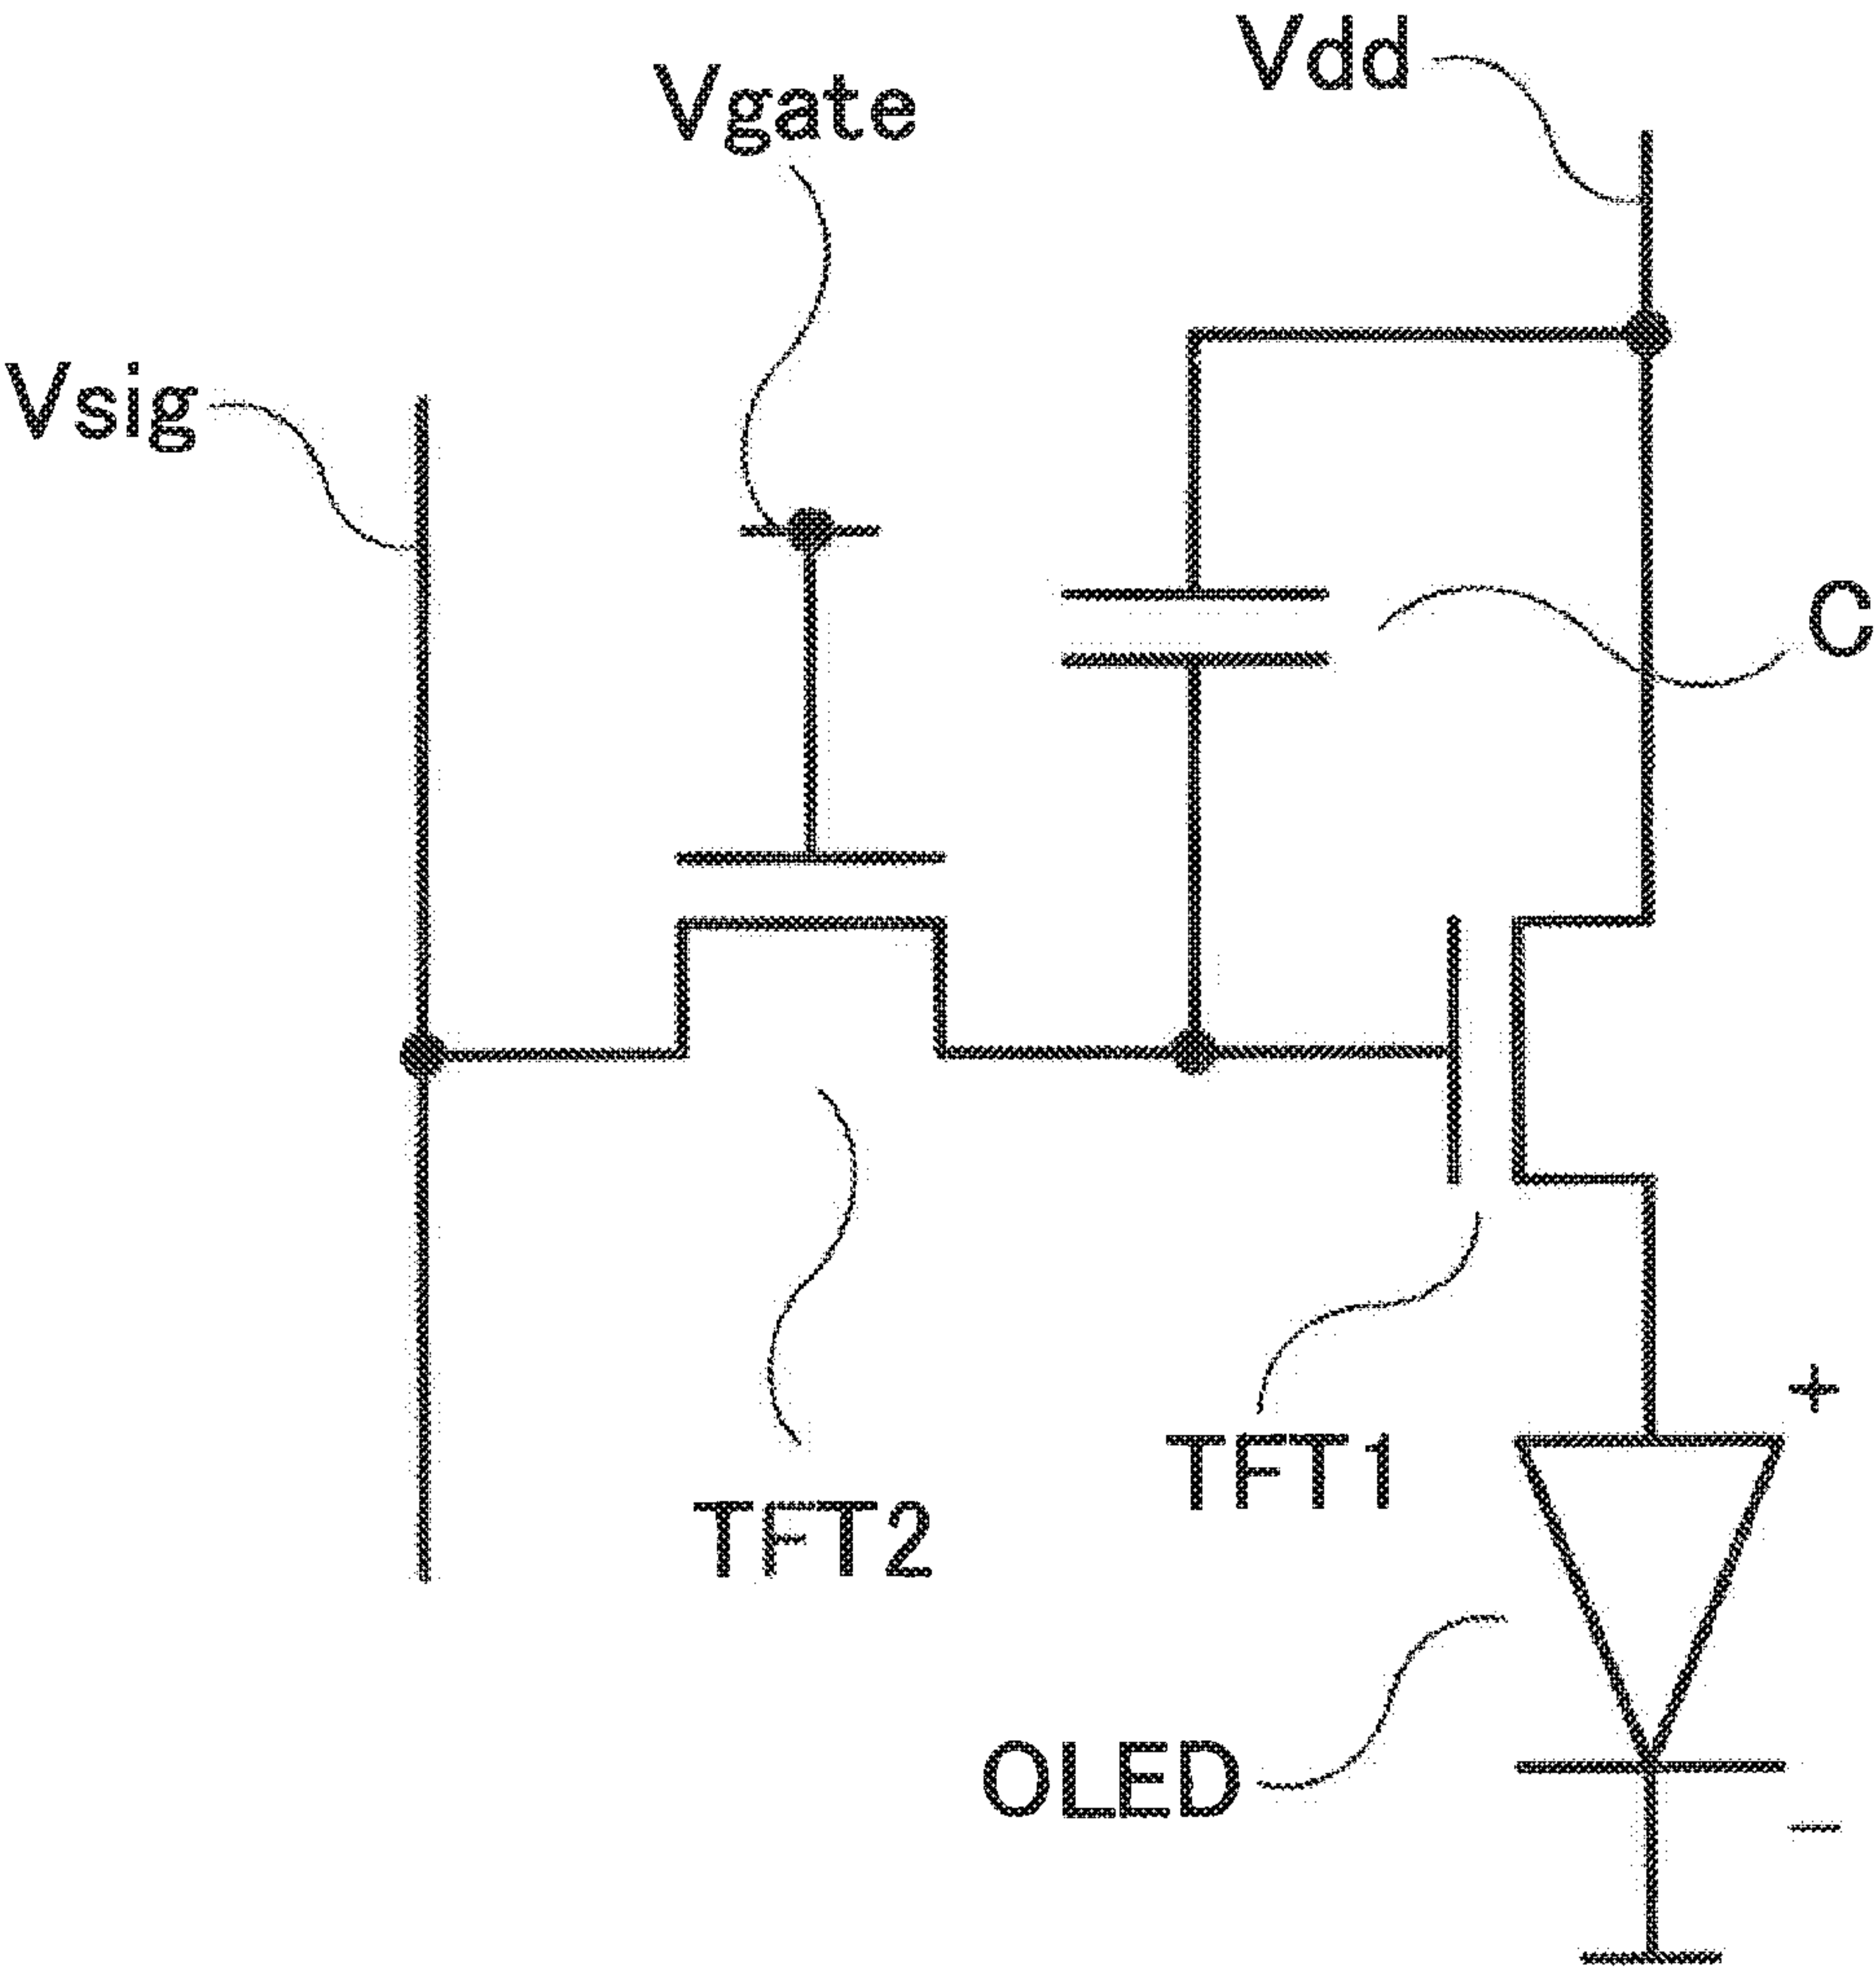 Vdd
Vgate
Vsig
C
TFT1
+
TFT2
OLED
−